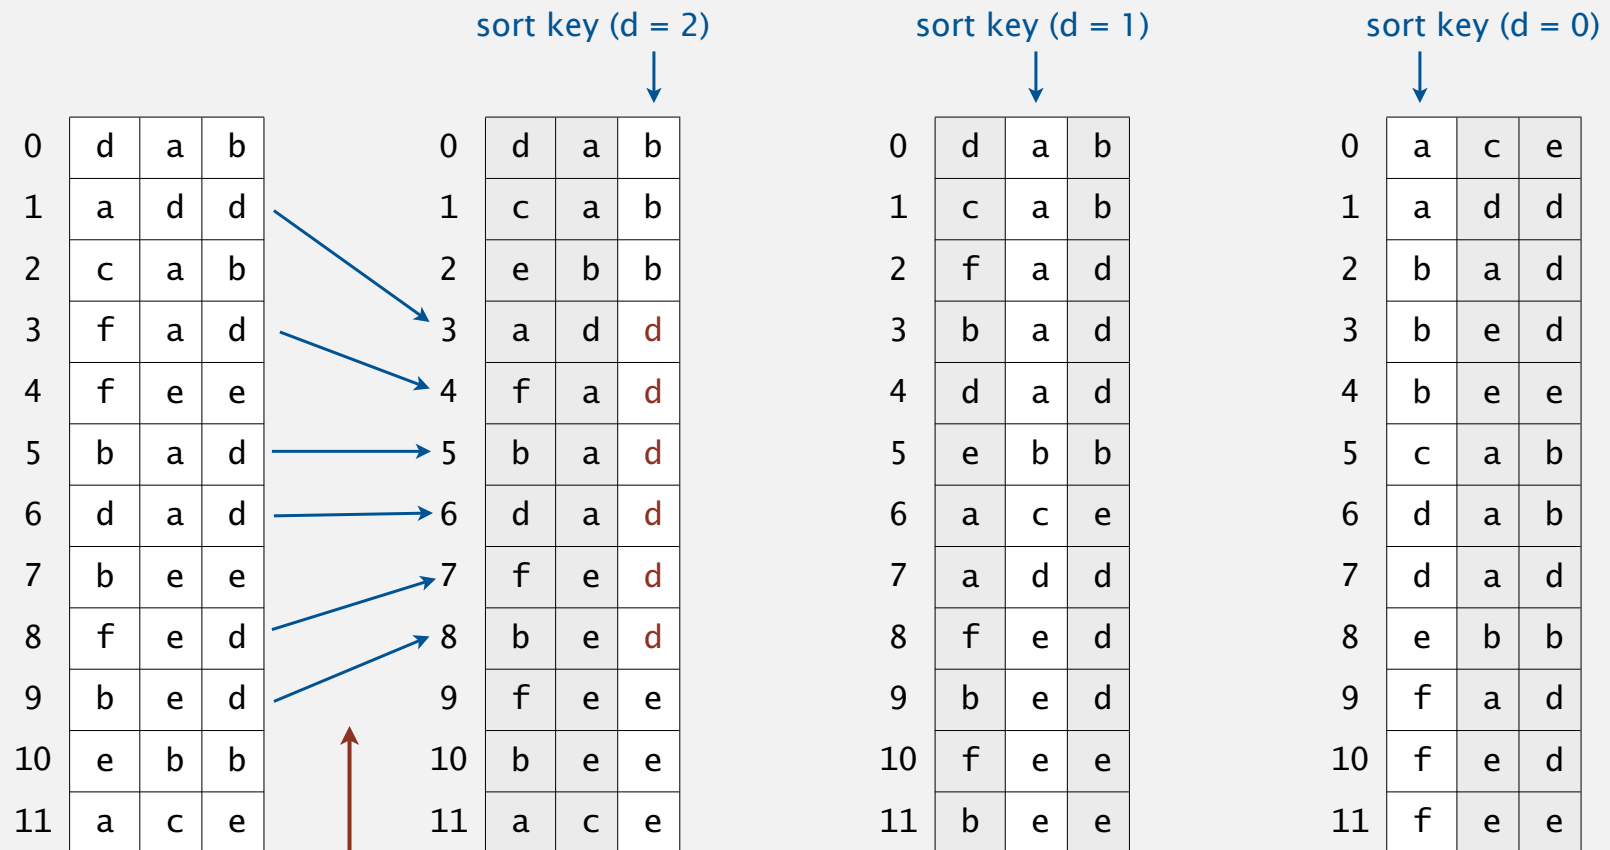 sort key (d = 2) sort key (d = 1) sort key (d = 0)
0 d a b 0 d a b 0 d a b 0 a c e
1 a d d 1 c a b 1 c a b 1 a d d
2 c a b 2 e b b 2 f a d 2 b a d
3 f a d 3 a d d 3 b a d 3 b e d
4 f e e 4 f a d 4 d a d 4 b e e
5 b a d 5 b a d 5 e b b 5 c a b
6 d a d 6 d a d 6 a c e 6 d a b
7 b e e 7 f e d 7 a d d 7 d a d
8 f e d 8 b e d 8 f e d 8 e b b
9 b e d 9 f e e 9 b e d 9 f a d
10 e b b 10 b e e 10 f e e 10 f e d
11 a c e 11 a c e 11 b e e 11 f e e